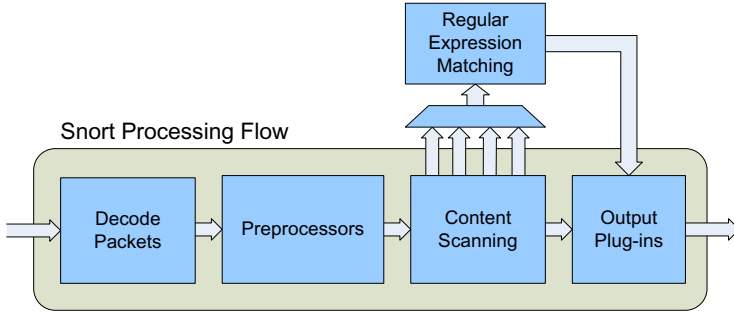 Regular
Expression
Matching
Snort Processing Flow
Decode
Packets
Preprocessors
Content
Scanning
Output
Plug-ins